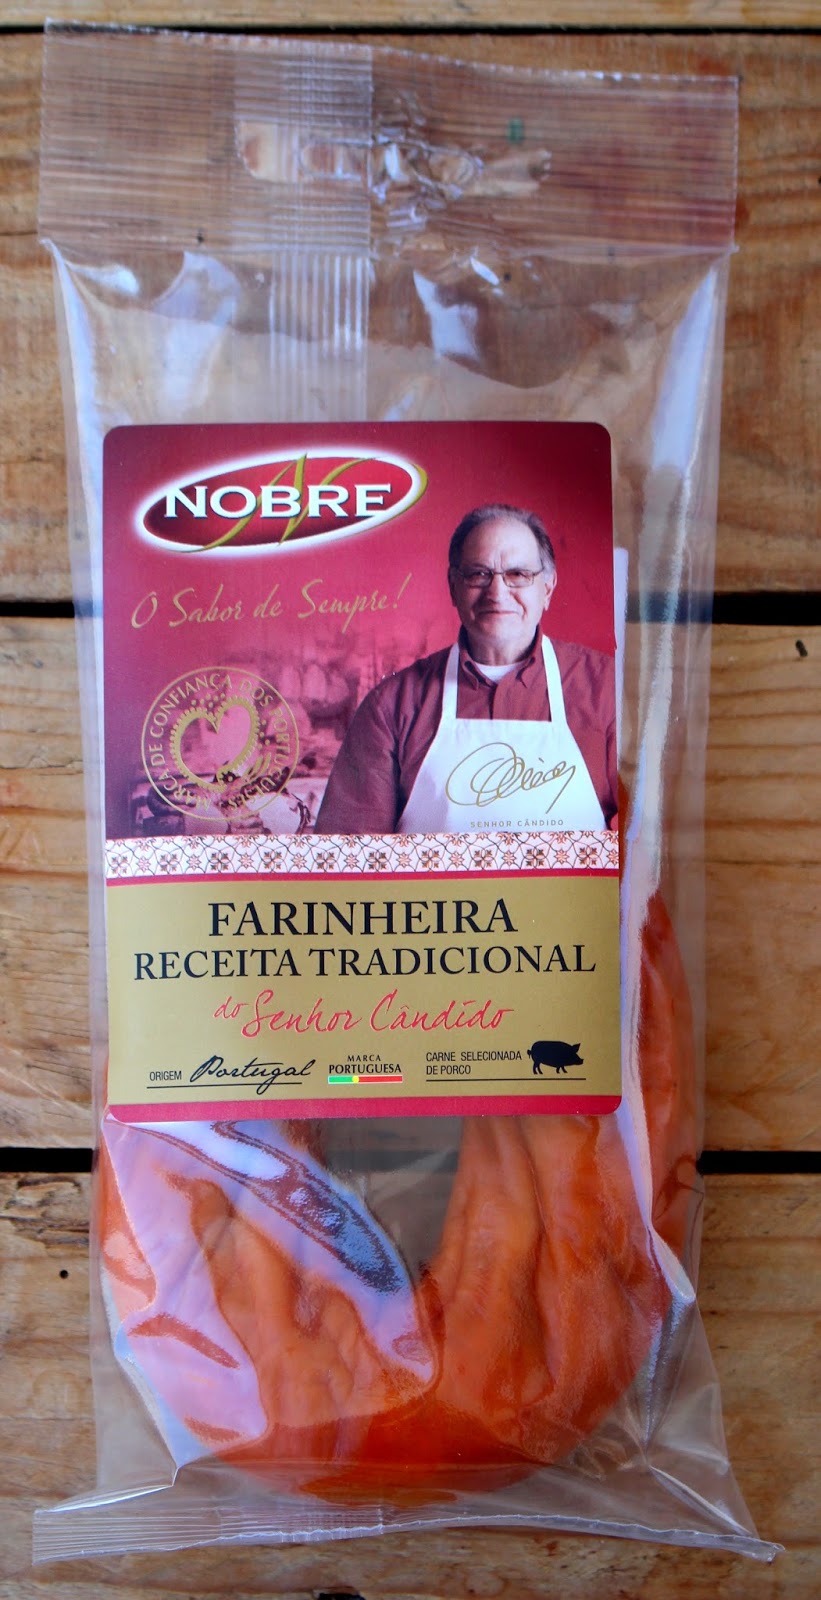 NOBRE
O Sabor de Sempre!
MARCA DE CONFIANÇA DOS PORTUGUESES
SENHOR CÂNDIDO
FARINHEIRA
RECEITA TRADICIONAL
do Senhor Cândido
ORIGEM Portugal
MARCA
PORTUGUESA
CARNE SELECIONADA
DE PORCO